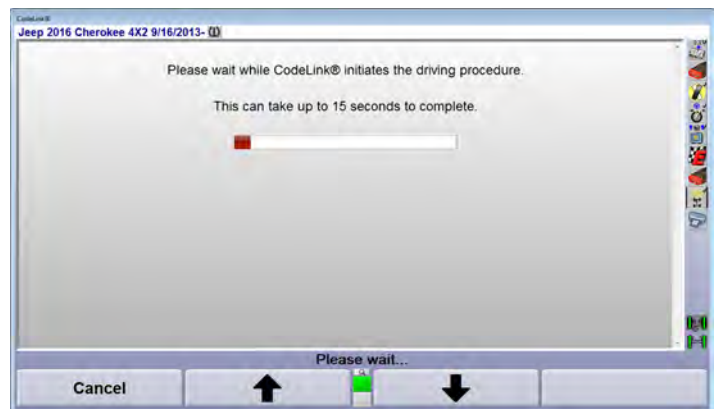 CodeLink®
Jeep 2016 Cherokee 4X2 9/16/2013-
Please wait while CodeLink® initiates the driving procedure.
This can take up to 15 seconds to complete.
Please wait...
Cancel